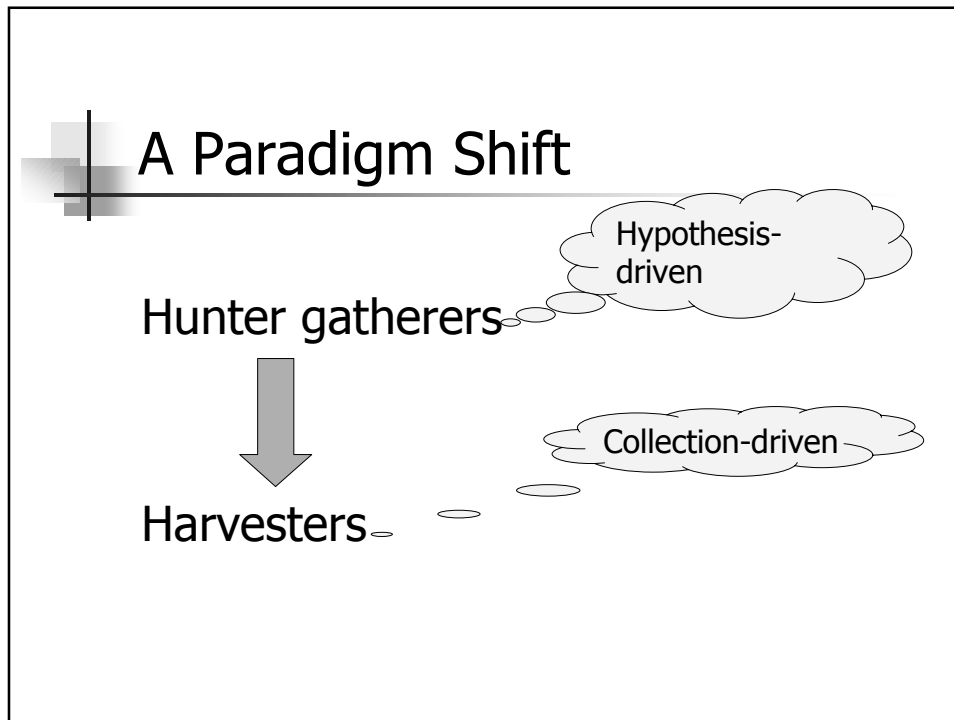 A Paradigm Shift
Hypothesis-
driven
Hunter gatherers
Collection-driven
Harvesters